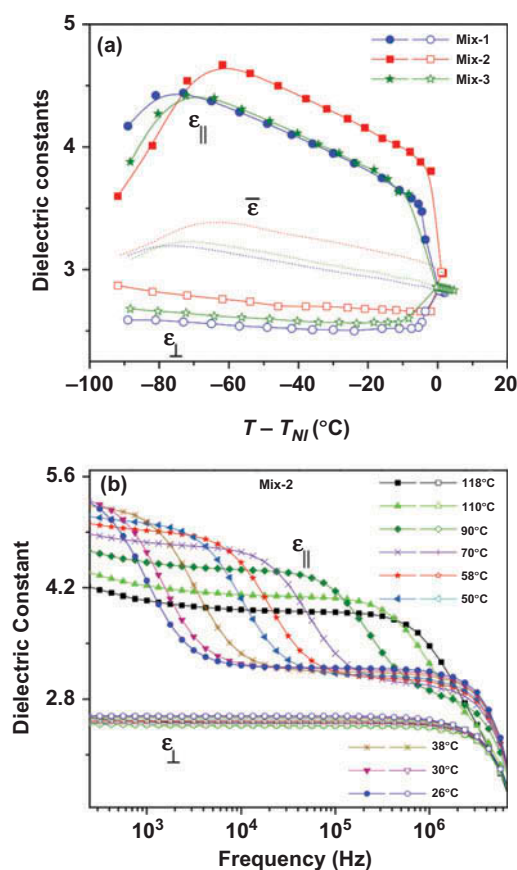 (a)
5
4
3
2
Dielectric constants
Mix-1
Mix-2
Mix-3
ε||
ε̅
ε⊥
–100 –80 –60 –40 –20 0 20
T – TNI (°C)
(b)
Mix-2
5.6
4.2
2.8
Dielectric Constant
118°C
110°C
90°C
70°C
58°C
50°C
ε||
ε⊥
38°C
30°C
26°C
10³ 10⁴ 10⁵ 10⁶
Frequency (Hz)